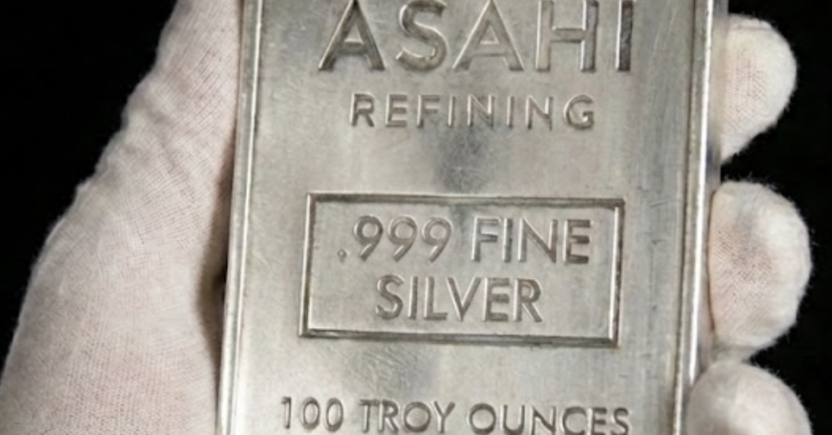 ASAHI
REFINING
.999 FINE
SILVER
100 TROY OUNCES